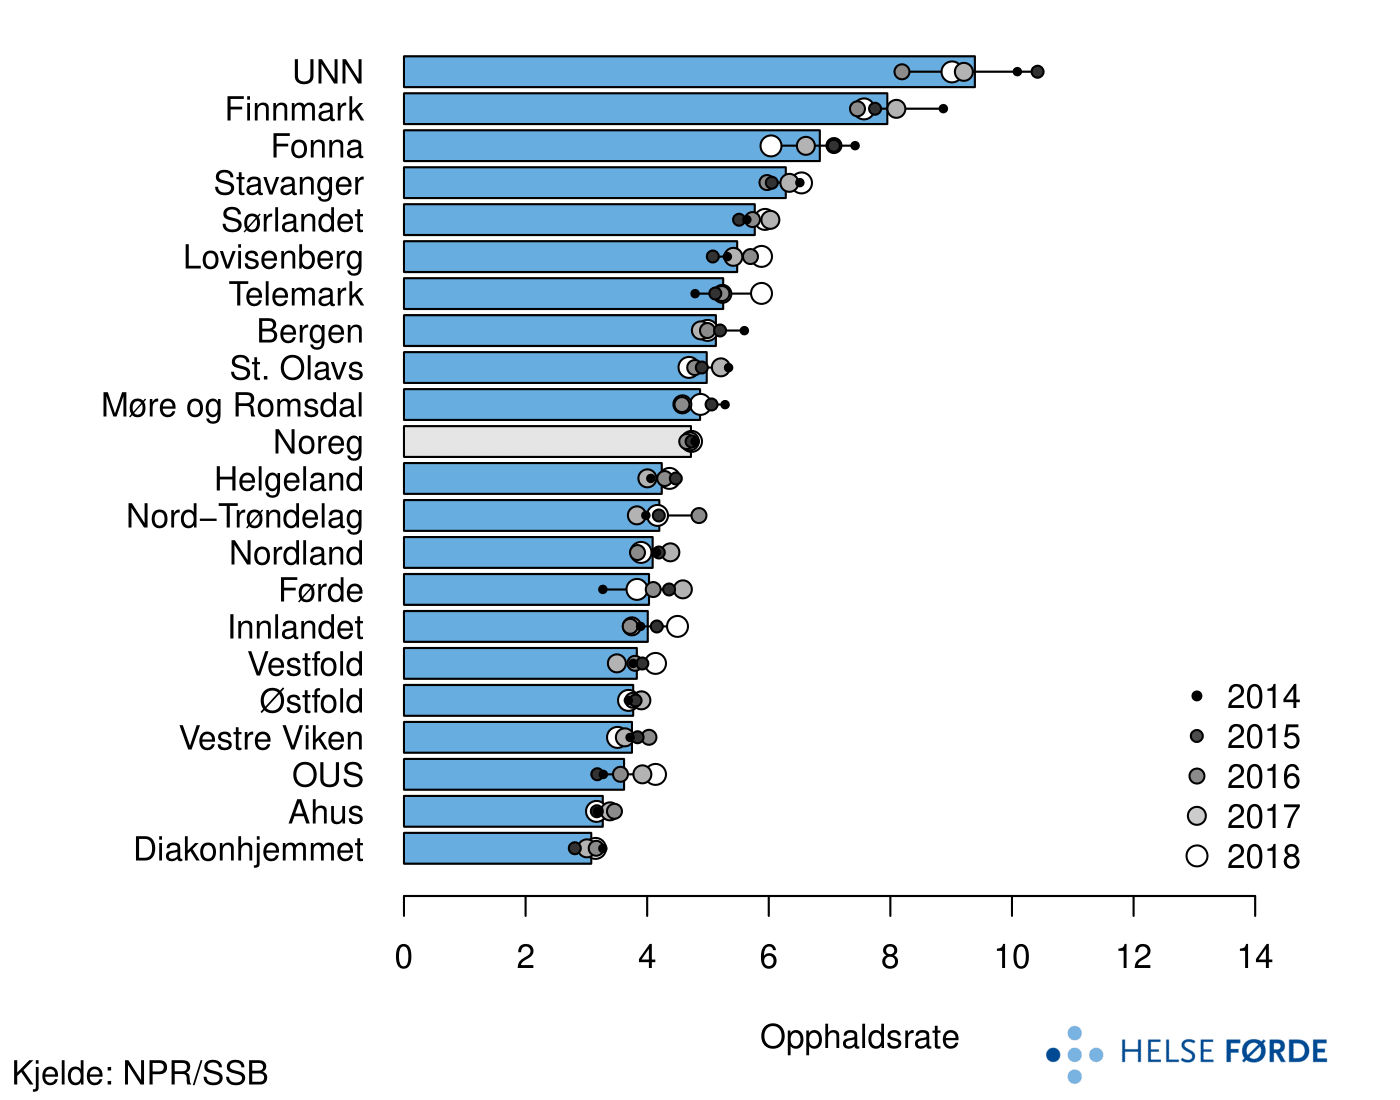 UNN
Finnmark
Fonna
Stavanger
Sørlandet
Lovisenberg
Telemark
Bergen
St. Olavs
Møre og Romsdal
Noreg
Helgeland
Nord−Trøndelag
Nordland
Førde
Innlandet
Vestfold
Østfold
Vestre Viken
OUS
Ahus
Diakonhjemmet
2014
2015
2016
2017
2018
0 2 4 6 8 10 12 14
Opphaldsrate
HELSE FØRDE
Kjelde: NPR/SSB